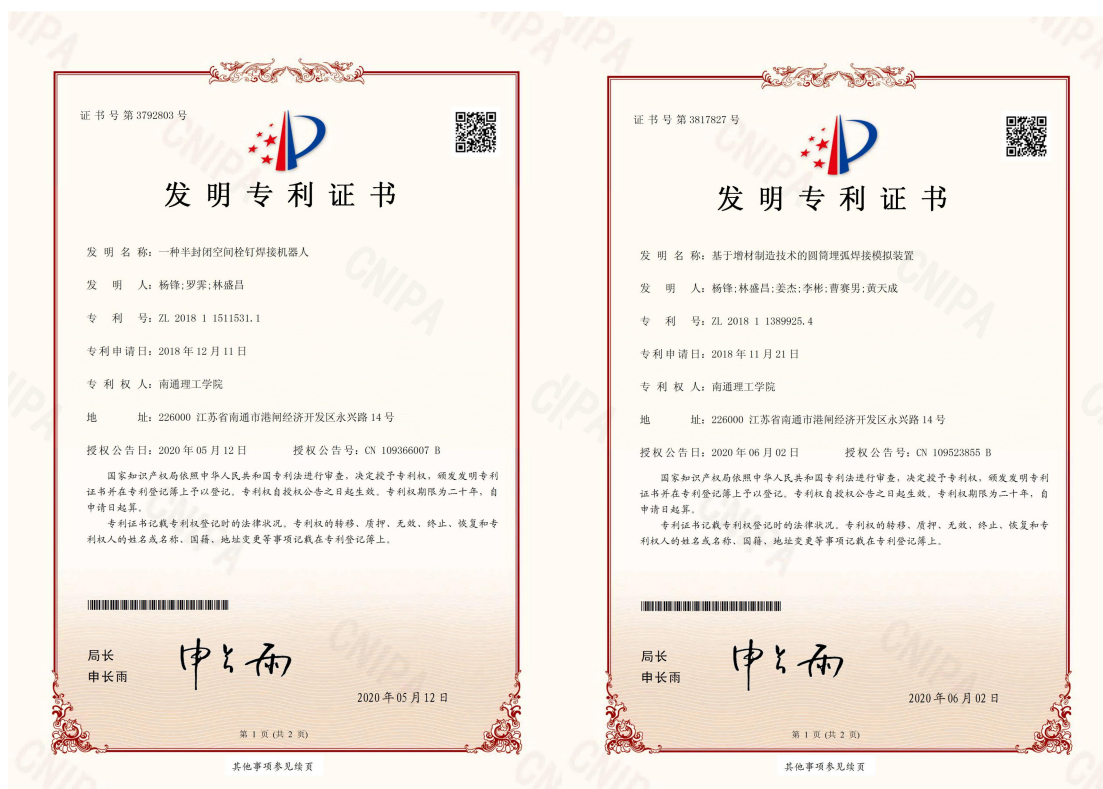 证书号第3792803号
发明专利证书
发明名称：一种半封闭空间栓钉焊接机器人
发明人：杨锋;罗霁;林盛昌
专利号：ZL 2018 1 1511531.1
专利申请日：2018年12月11日
专利权人：南通理工学院
地址：226000 江苏省南通市港闸经济开发区永兴路14号
授权公告日：2020年05月12日 授权公告号：CN 109366007 B
国家知识产权局依照中华人民共和国专利法进行审查，决定授予专利权，颁发发明专利
证书并在专利登记簿上予以登记。专利权自授权公告之日起生效。专利权期限为二十年，自
申请日起算。
专利证书记载专利权登记时的法律状况。专利权的转移、质押、无效、终止、恢复和专
利权人的姓名或名称、国籍、地址变更等事项记载在专利登记簿上。
局长
申长雨
申长雨
2020年05月12日
第 1 页 (共 2 页)
其他事项参见续页
证书号第3817827号
发明专利证书
发明名称：基于增材制造技术的圆筒埋弧焊接模拟装置
发明人：杨锋;林盛昌;姜杰;李彬;曹赛男;黄天成
专利号：ZL 2018 1 1389925.4
专利申请日：2018年11月21日
专利权人：南通理工学院
地址：226000 江苏省南通市港闸经济开发区永兴路14号
授权公告日：2020年06月02日 授权公告号：CN 109523855 B
国家知识产权局依照中华人民共和国专利法进行审查，决定授予专利权，颁发发明专利
证书并在专利登记簿上予以登记。专利权自授权公告之日起生效。专利权期限为二十年，自
申请日起算。
专利证书记载专利权登记时的法律状况。专利权的转移、质押、无效、终止、恢复和专
利权人的姓名或名称、国籍、地址变更等事项记载在专利登记簿上。
局长
申长雨
申长雨
2020年06月02日
第 1 页 (共 2 页)
其他事项参见续页
CNIPA